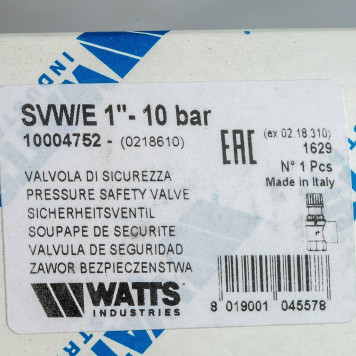 SVW/E 1"- 10 bar
10004752 - (0218610)
EAC
(ex 02.18.310)
1629
N° 1 Pcs
Made in Italy
VALVOLA DI SICUREZZA
PRESSURE SAFETY VALVE
SICHERHEITSVENTIL
SOUPAPE DE SECURITE
VALVULA DE SEGURIDAD
ZAWOR BEZPIECZENSTWA
WATTS
INDUSTRIES
8 019001 045578